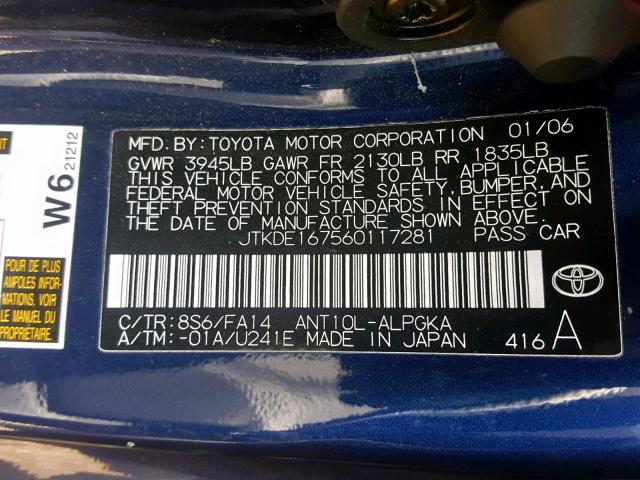 MFD.BY:TOYOTA MOTOR CORPORATION 01/06
GVWR 3945LB GAWR FR 2130LB RR 1835LB
THIS VEHICLE CONFORMS TO ALL APPLICABLE
FEDERAL MOTOR VEHICLE SAFETY,BUMPER,AND
THEFT PREVENTION STANDARDS IN EFFECT ON
THE DATE OF MANUFACTURE SHOWN ABOVE.
JTKDE167560117281 PASS CAR
C/TR:8S6/FA14 ANT10L-ALPGKA
A/TM:-01A/U241E MADE IN JAPAN 416A
W6 21212
POUR DE PLUS
AMPOLES INFOR-
MATIONS, VOIR
LE MANUEL DU
PROPRIÉTAIRE